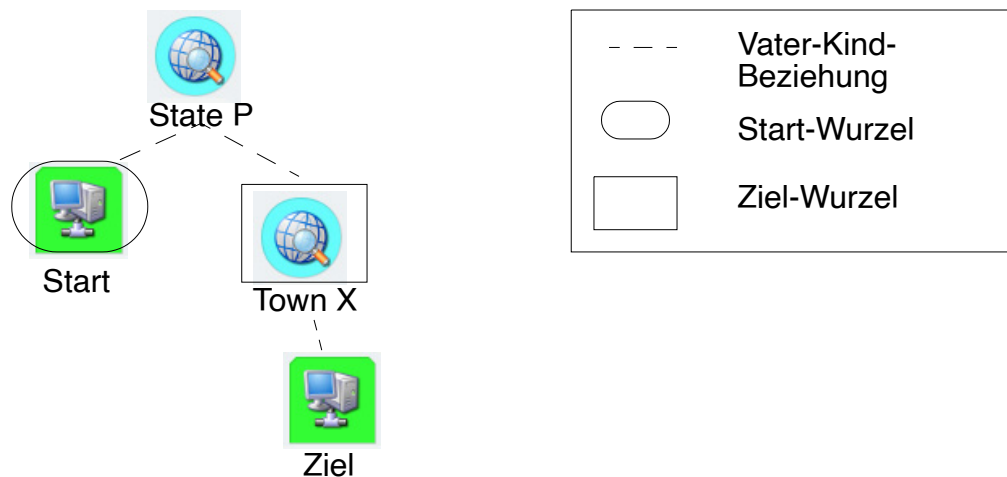 State P
Start
Town X
Ziel
Vater-Kind-
Beziehung
Start-Wurzel
Ziel-Wurzel